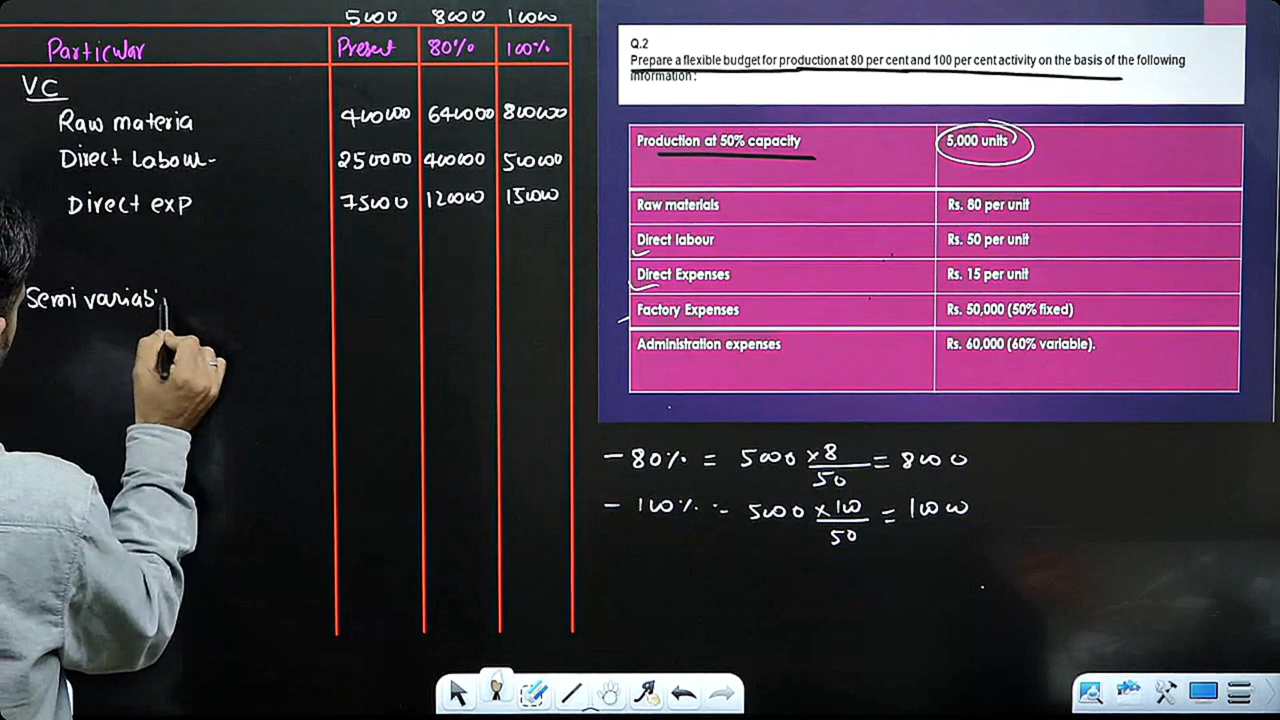 5000 8000 10000
Particular Present 80% 100%
VC
Raw materia 400000 640000 800000
Direct Labour- 250000 400000 500000
Direct exp 75000 120000 150000
Semi variab
Q.2
Prepare a flexible budget for production at 80 per cent and 100 per cent activity on the basis of the following
information :
Production at 50% capacity 5,000 units
Raw materials Rs. 80 per unit
Direct labour Rs. 50 per unit
Direct Expenses Rs. 15 per unit
Factory Expenses Rs. 50,000 (50% fixed)
Administration expenses Rs. 60,000 (60% variable).
- 80% = 5000 × 8 / 50 = 8000
- 100% - 5000 × 100 / 50 = 10000